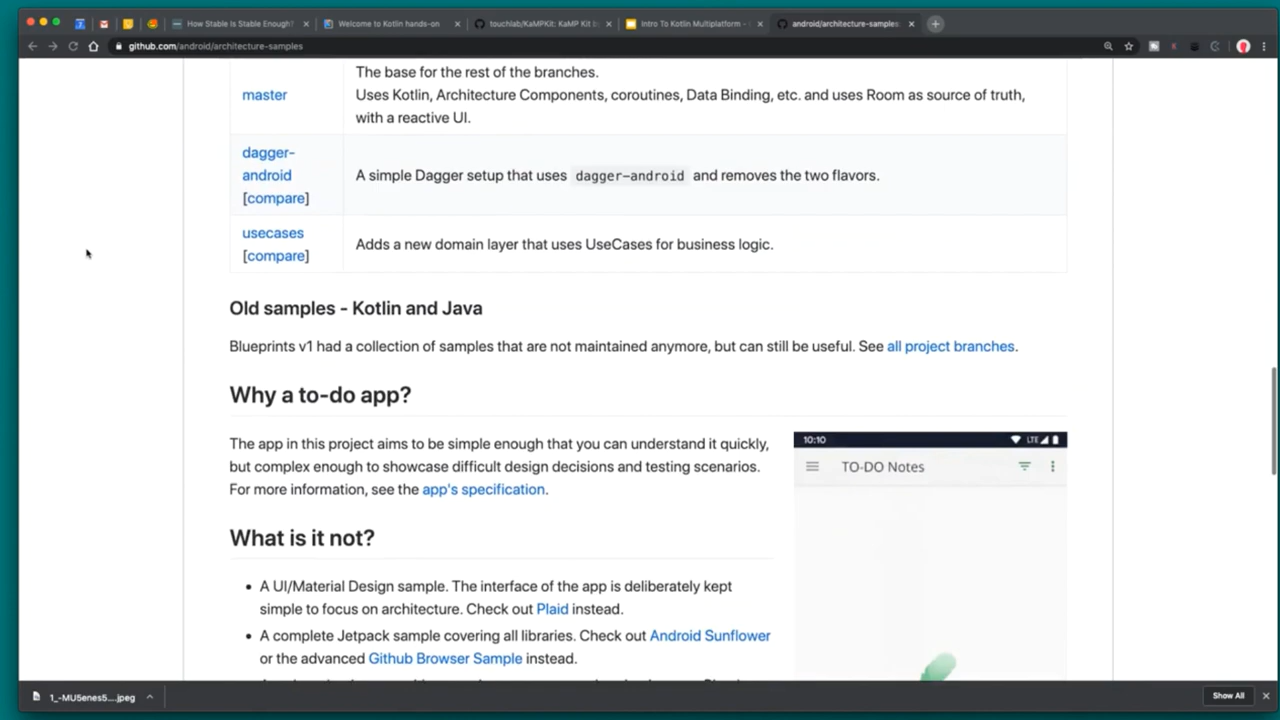 How Stable Is Stable Enough?
Welcome to Kotlin hands-on
touchlab/KaMPKit: KaMP Kit
Intro To Kotlin Multiplatform -
android/architecture-samples
github.com/android/architecture-samples
The base for the rest of the branches.
master
Uses Kotlin, Architecture Components, coroutines, Data Binding, etc. and uses Room as source of truth,
with a reactive UI.
dagger-
android
[compare]
A simple Dagger setup that uses dagger-android and removes the two flavors.
usecases
[compare]
Adds a new domain layer that uses UseCases for business logic.
Old samples - Kotlin and Java
Blueprints v1 had a collection of samples that are not maintained anymore, but can still be useful. See all project branches.
Why a to-do app?
The app in this project aims to be simple enough that you can understand it quickly,
but complex enough to showcase difficult design decisions and testing scenarios.
For more information, see the app's specification.
10:10
LTE
TO-DO Notes
What is it not?
• A UI/Material Design sample. The interface of the app is deliberately kept
simple to focus on architecture. Check out Plaid instead.
• A complete Jetpack sample covering all libraries. Check out Android Sunflower
or the advanced Github Browser Sample instead.
1_-MU5enes5....jpeg
Show All